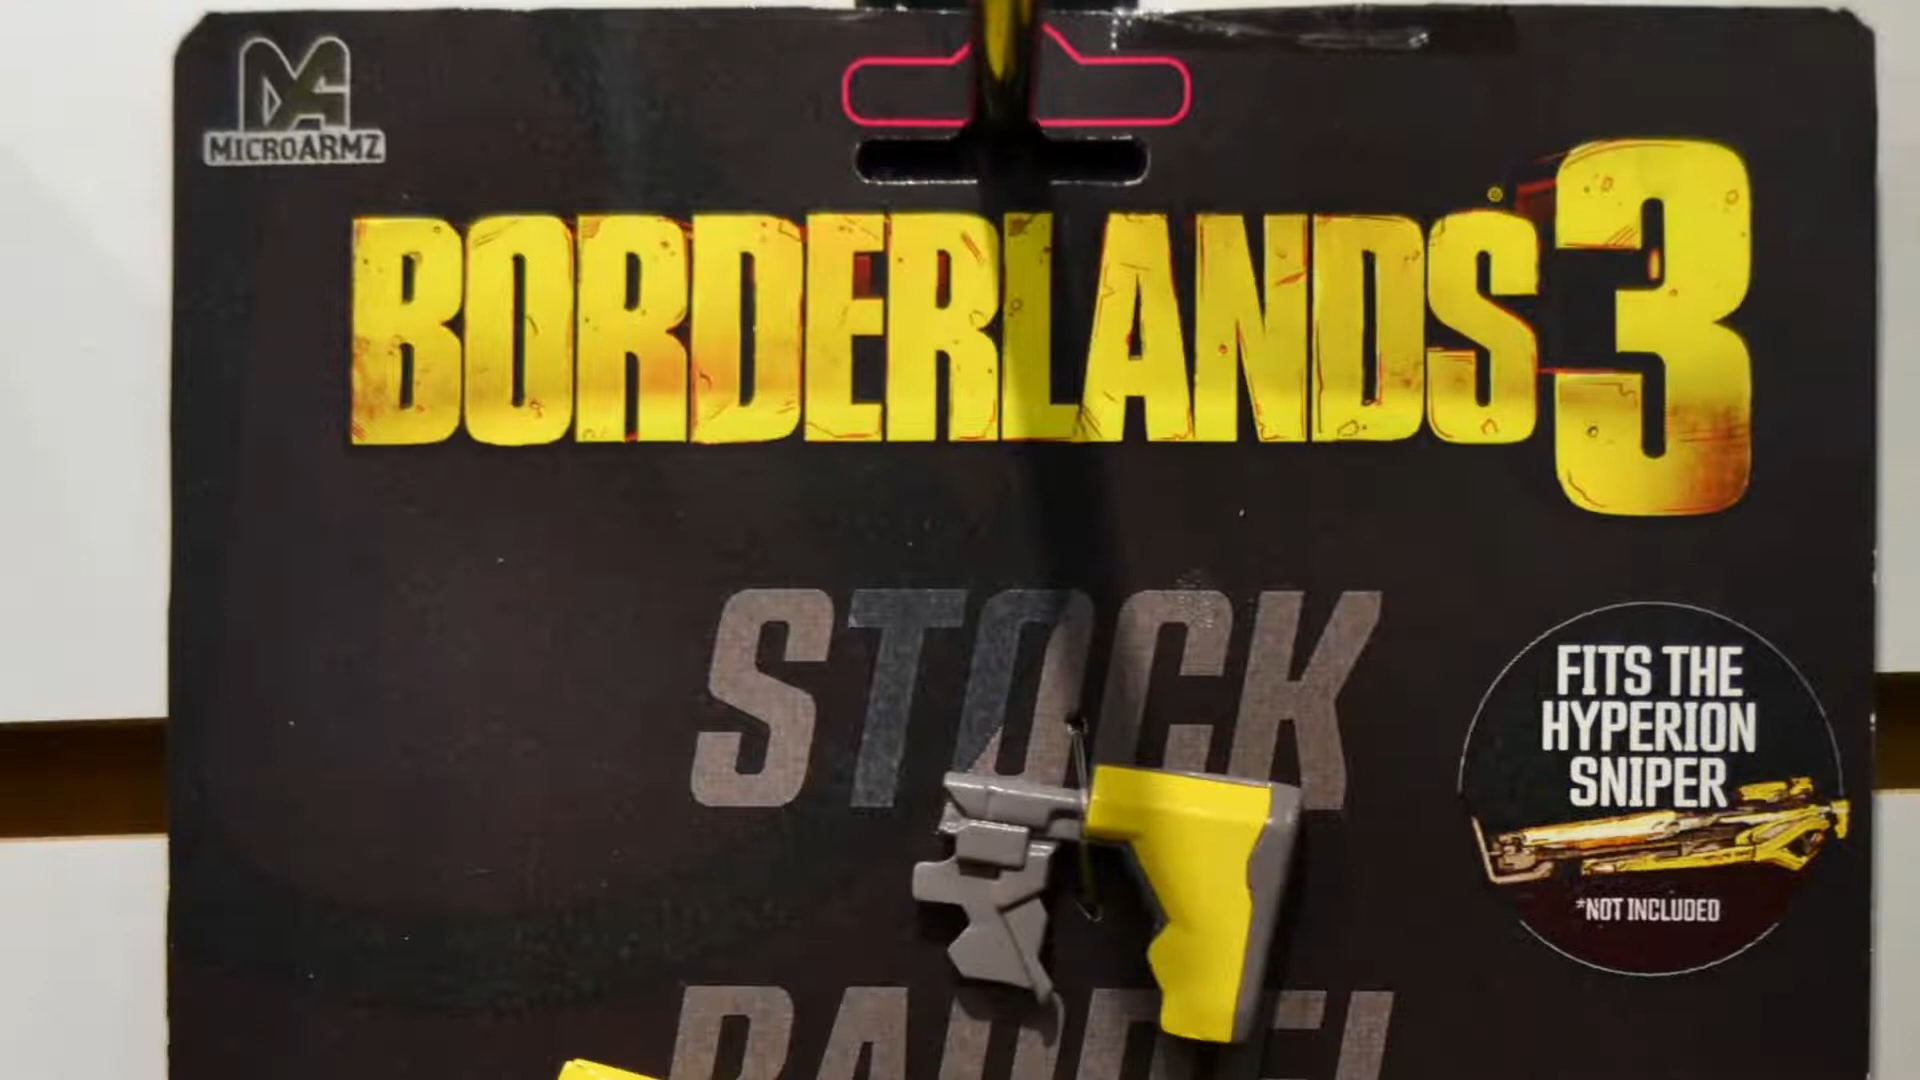 MICROARMZ
BORDERLANDS 3
STOCK
FITS THE
HYPERION
SNIPER
*NOT INCLUDED